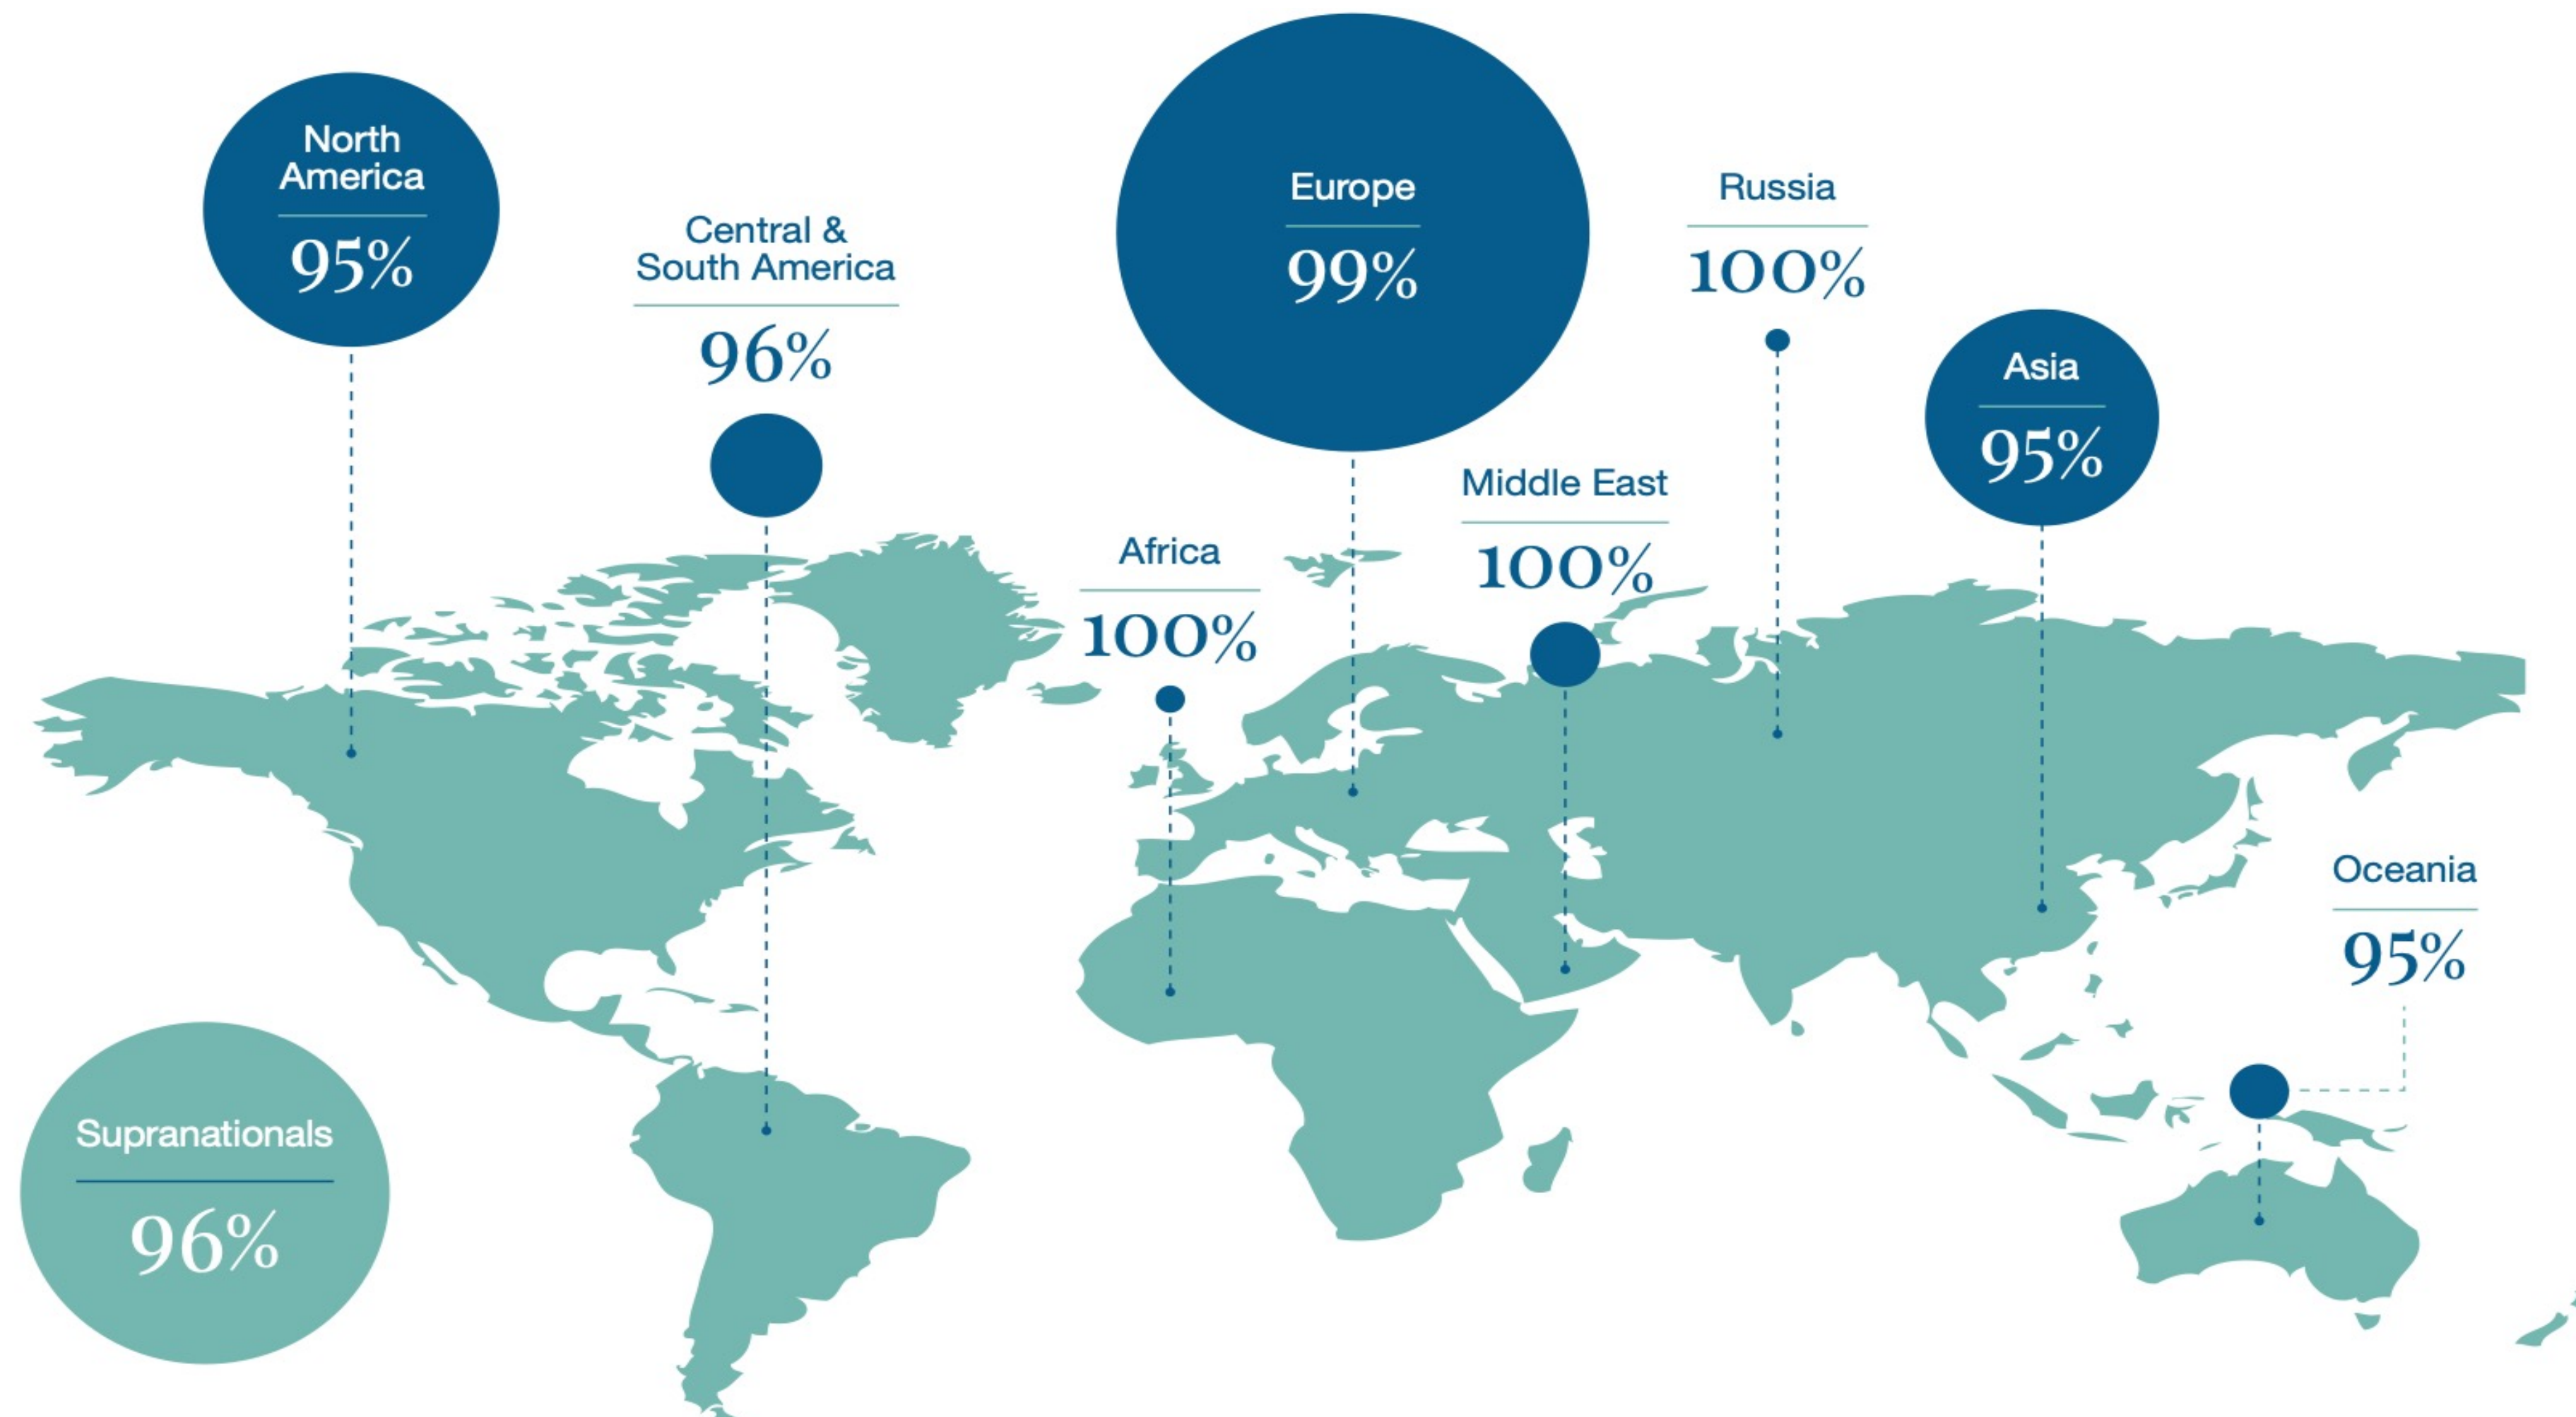 North
America
95%
Central &
South America
96%
Europe
99%
Russia
100%
Asia
95%
Middle East
100%
Africa
100%
Oceania
95%
Supranationals
96%